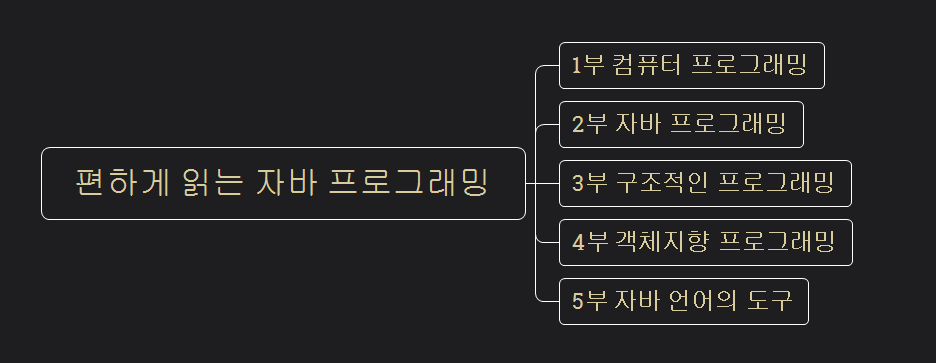 편하게 읽는 자바 프로그래밍
1부 컴퓨터 프로그래밍
2부 자바 프로그래밍
3부 구조적인 프로그래밍
4부 객체지향 프로그래밍
5부 자바 언어의 도구